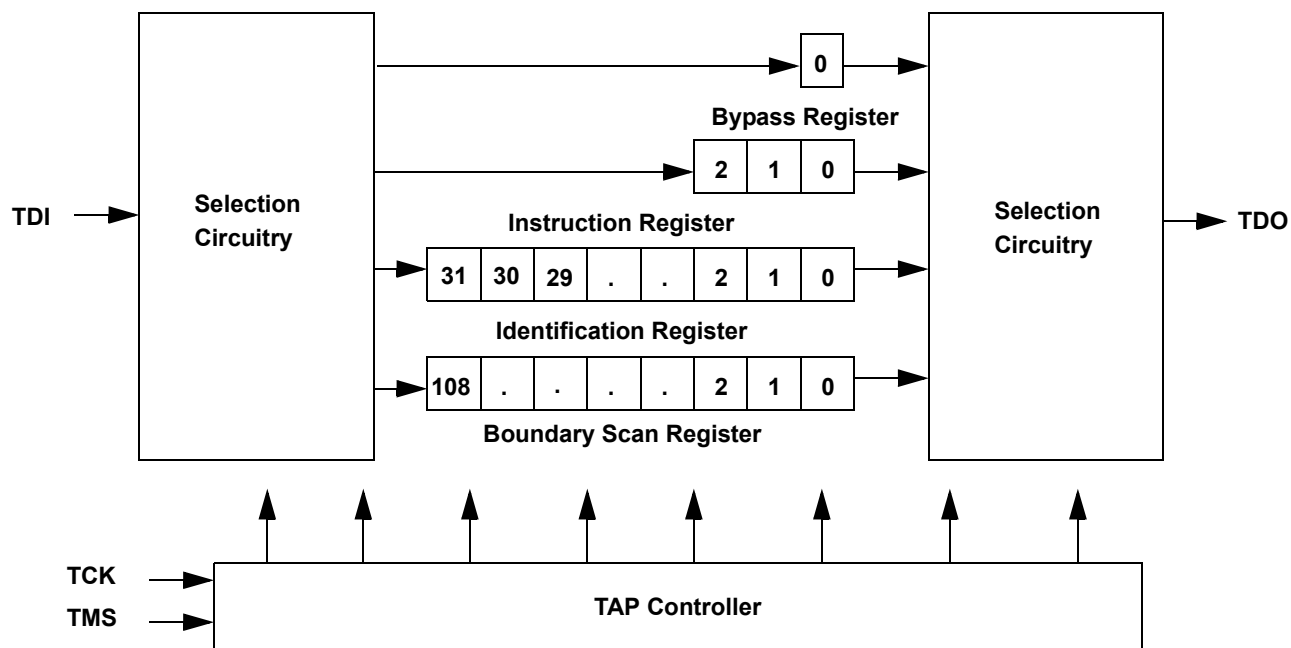 0
Bypass Register
2 1 0
TDI
Selection
Circuitry
Selection
Circuitry
TDO
Instruction Register
31 30 29 . . 2 1 0
Identification Register
108 . . . . 2 1 0
Boundary Scan Register
TCK
TMS
TAP Controller